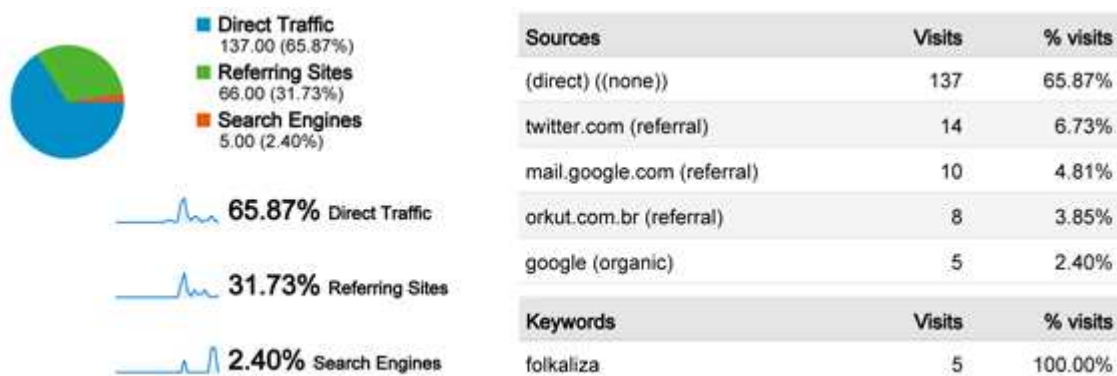 Direct Traffic
137.00 (65.87%)
Referring Sites
66.00 (31.73%)
Search Engines
5.00 (2.40%)
65.87% Direct Traffic
31.73% Referring Sites
2.40% Search Engines
Sources Visits % visits
(direct) ((none)) 137 65.87%
twitter.com (referral) 14 6.73%
mail.google.com (referral) 10 4.81%
orkut.com.br (referral) 8 3.85%
google (organic) 5 2.40%
Keywords Visits % visits
folkaliza 5 100.00%